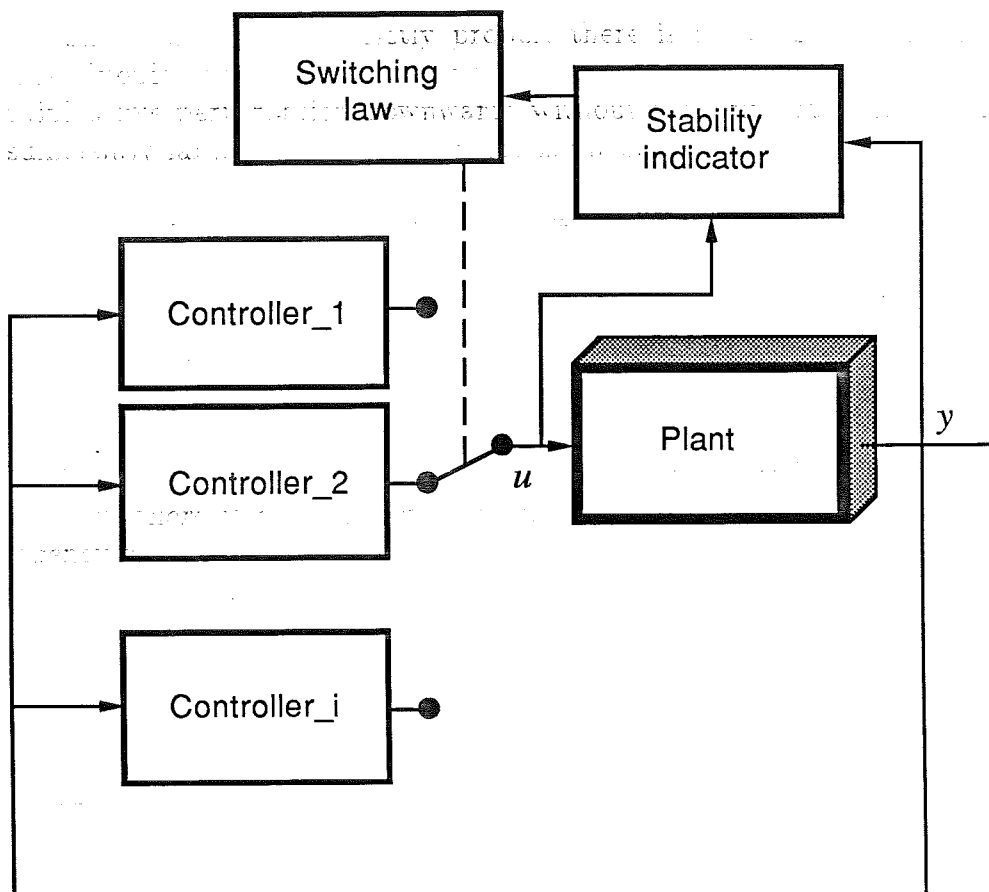 Switching
law
Stability
indicator
Controller_1
Controller_2
u
Plant
y
Controller_i